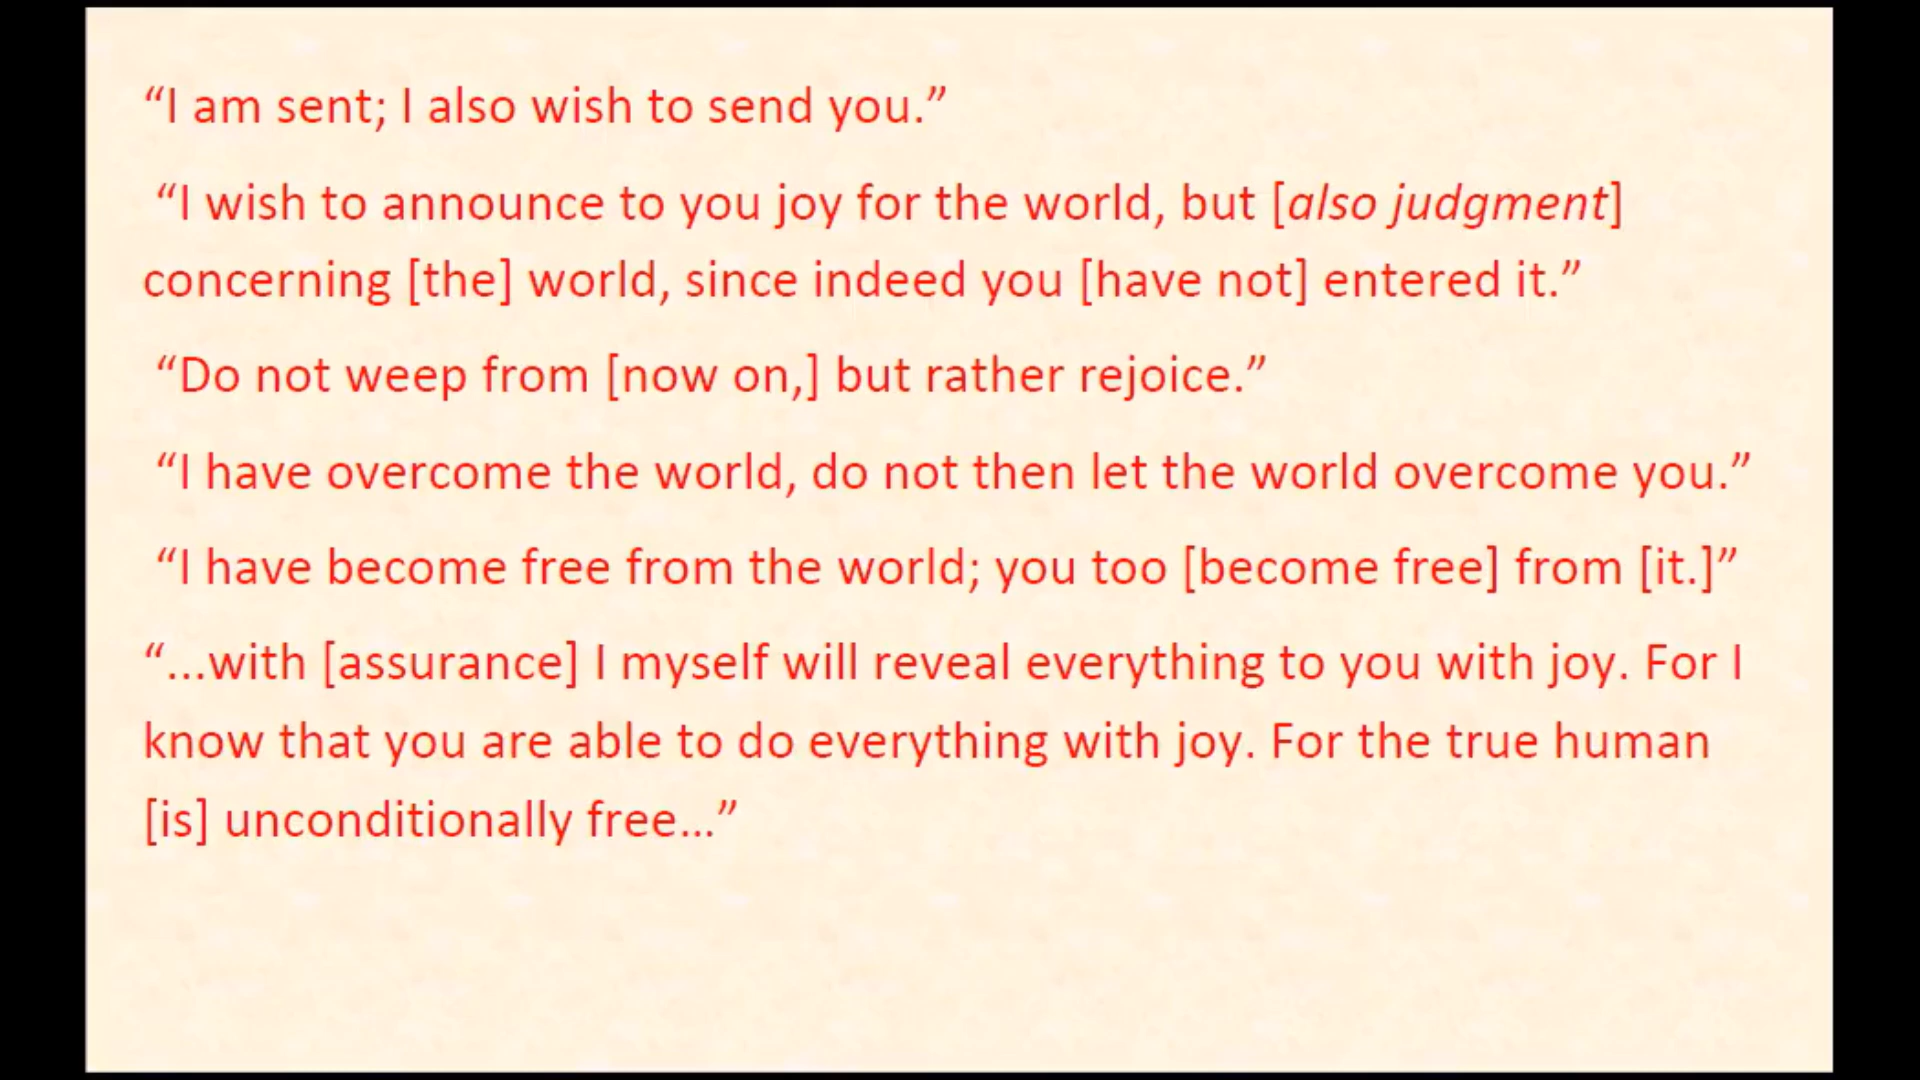 “I am sent; I also wish to send you.”
“I wish to announce to you joy for the world, but [also judgment]
concerning [the] world, since indeed you [have not] entered it.”
“Do not weep from [now on,] but rather rejoice.”
“I have overcome the world, do not then let the world overcome you.”
“I have become free from the world; you too [become free] from [it.]”
“...with [assurance] I myself will reveal everything to you with joy. For I
know that you are able to do everything with joy. For the true human
[is] unconditionally free...”